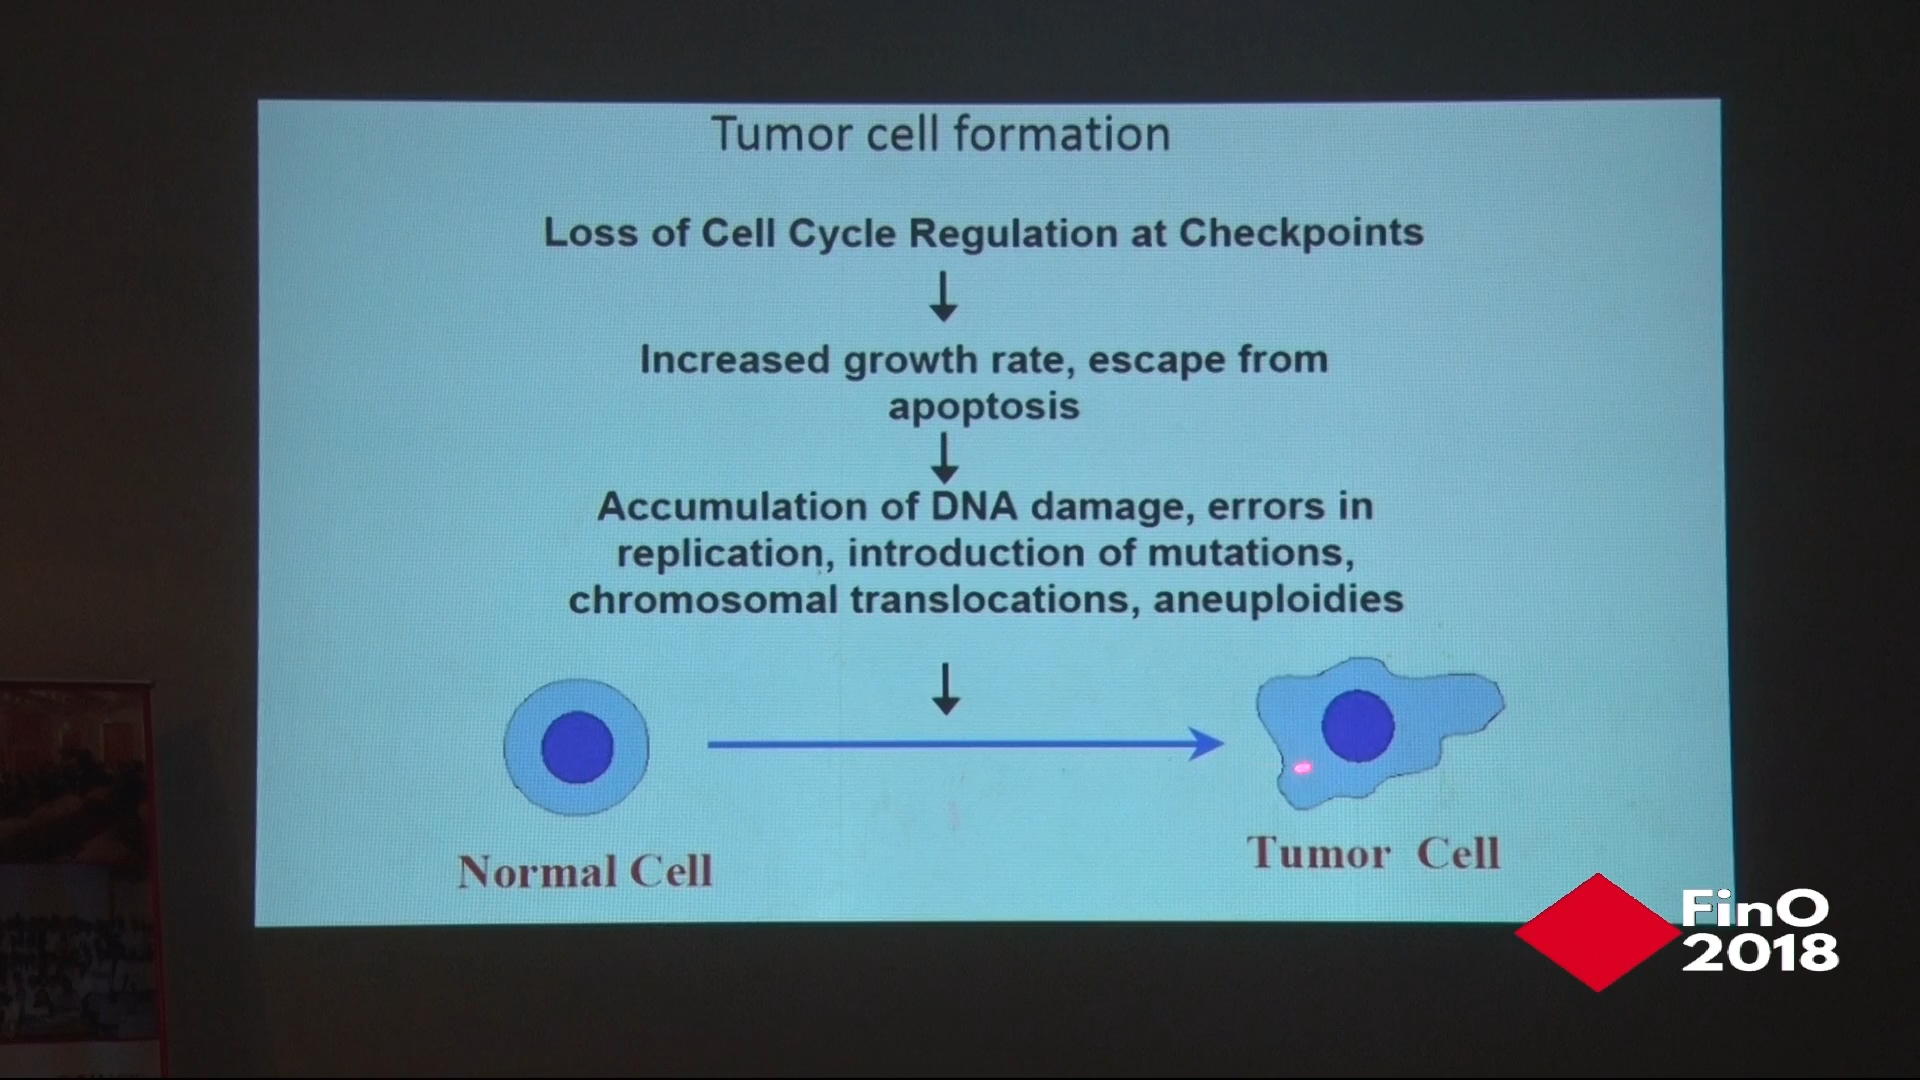 Tumor cell formation
Loss of Cell Cycle Regulation at Checkpoints
Increased growth rate, escape from
apoptosis
Accumulation of DNA damage, errors in
replication, introduction of mutations,
chromosomal translocations, aneuploidies
Normal Cell
Tumor Cell
FinO
2018